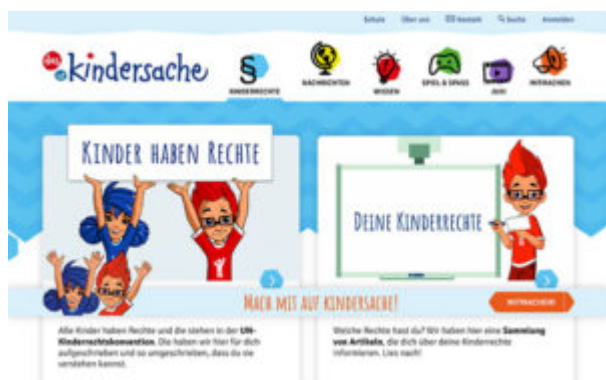 Schule Über uns Kontakt Suche Anmelden
kindersache
§
KINDERRECHTE NACHRICHTEN WISSEN SPIEL & SPASS MITMACHEN
KINDER HABEN RECHTE
DEINE KINDERRECHTE
MACH MIT AUF KINDERSACHE!
MITMACHEN!
Alle Kinder haben Rechte und die stehen in der UN-
Kinderrechtskonvention. Die haben wir hier für dich
aufgeschrieben und so umgeschrieben, dass du sie
verstehen kannst.
Welche Rechte hast du? Wir haben hier eine Sammlung
von Artikeln, die dich über deine Kinderrechte
informieren. Lies nach!